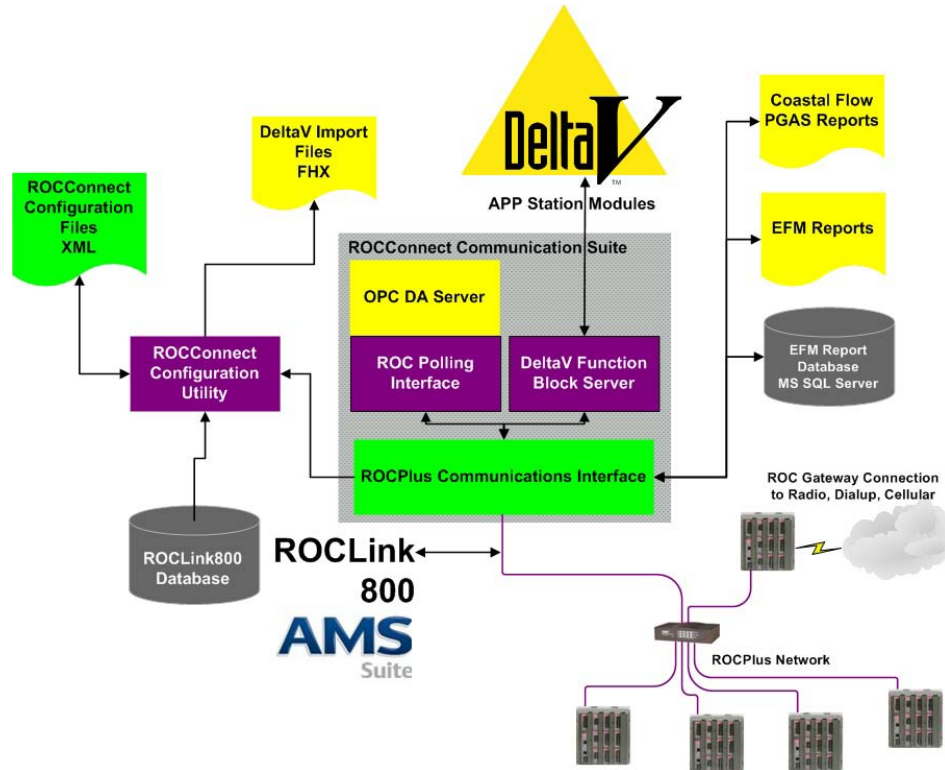 DeltaV
TM
APP Station Modules
DeltaV Import
Files
FHX
ROCConnect
Configuration
Files
XML
Coastal Flow
PGAS Reports
EFM Reports
ROCConnect Communication Suite
OPC DA Server
ROC Polling
Interface
DeltaV Function
Block Server
ROCConnect
Configuration
Utility
EFM Report
Database
MS SQL Server
ROCPlus Communications Interface
ROC Gateway Connection
to Radio, Dialup, Cellular
ROCLink800
Database
ROCLink
800
AMS
Suite
ROCPlus Network